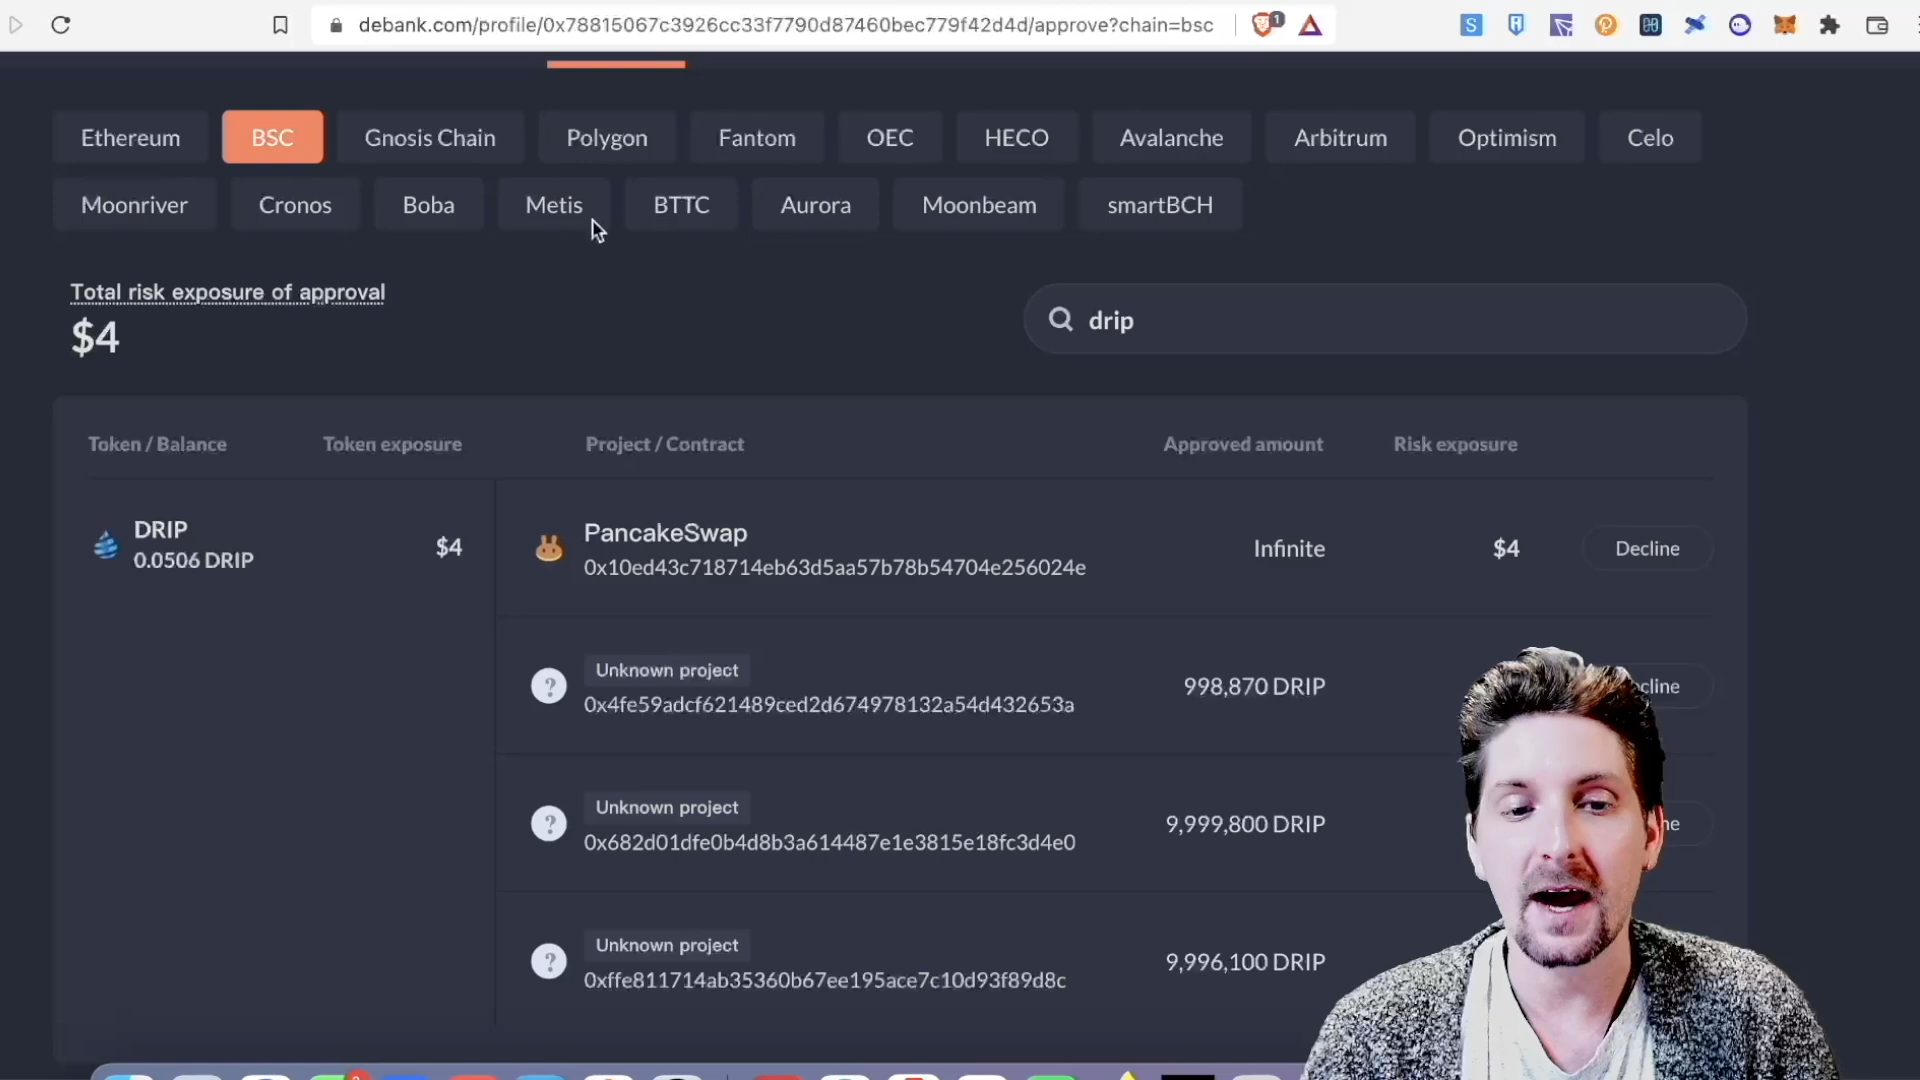 debank.com/profile/0x78815067c3926cc33f7790d87460bec779f42d4d/approve?chain=bsc
1
S
Ethereum BSC Gnosis Chain Polygon Fantom OEC HECO Avalanche Arbitrum Optimism Celo
Moonriver Cronos Boba Metis BTTC Aurora Moonbeam smartBCH
Total risk exposure of approval
$4
drip
Token / Balance Token exposure Project / Contract Approved amount Risk exposure
DRIP
0.0506 DRIP
$4
PancakeSwap
0x10ed43c718714eb63d5aa57b78b54704e256024e
Infinite $4 Decline
Unknown project
0x4fe59adcf621489ced2d674978132a54d432653a
998,870 DRIP cline
Unknown project
0x682d01dfe0b4d8b3a614487e1e3815e18fc3d4e0
9,999,800 DRIP ne
Unknown project
0xffe811714ab35360b67ee195ace7c10d93f89d8c
9,996,100 DRIP